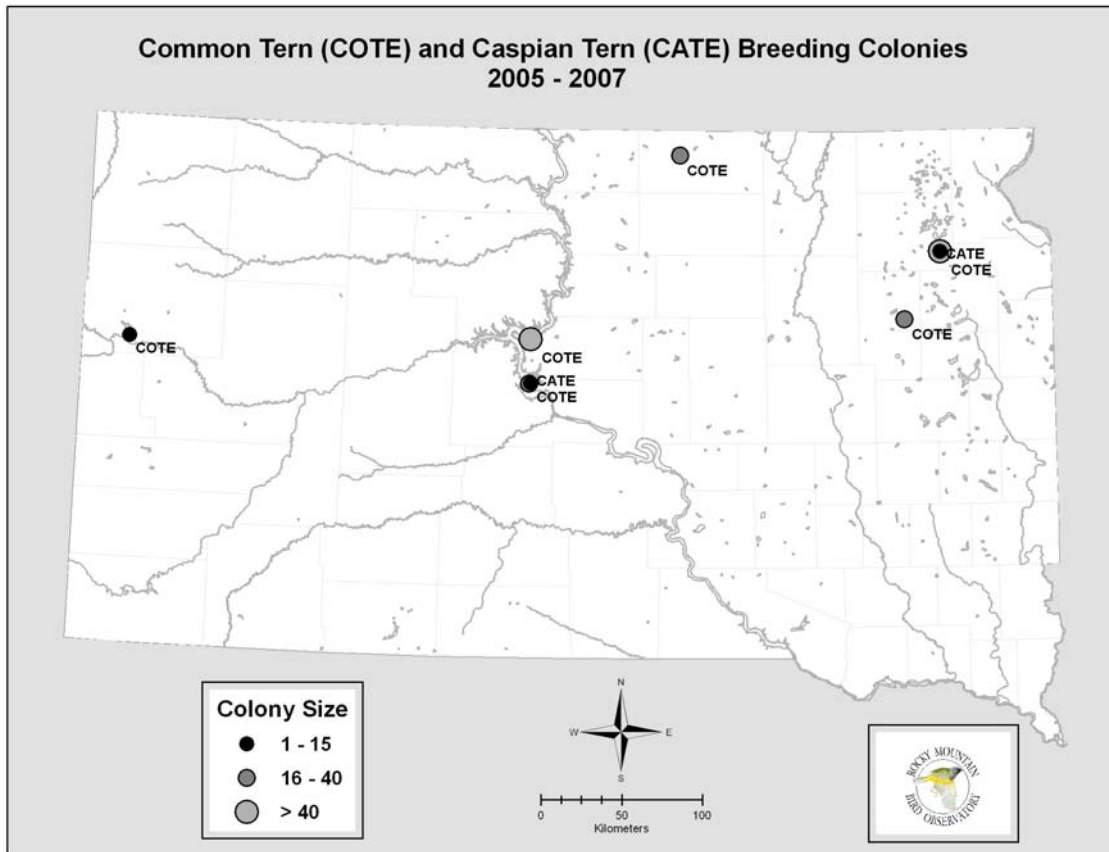 Common Tern (COTE) and Caspian Tern (CATE) Breeding Colonies
2005 - 2007
COTE
CATE
COTE
COTE
COTE
COTE
CATE
COTE
Colony Size
1 - 15
16 - 40
> 40
N
W E
S
0 50 100
Kilometers
ROCKY MOUNTAIN
BIRD OBSERVATORY